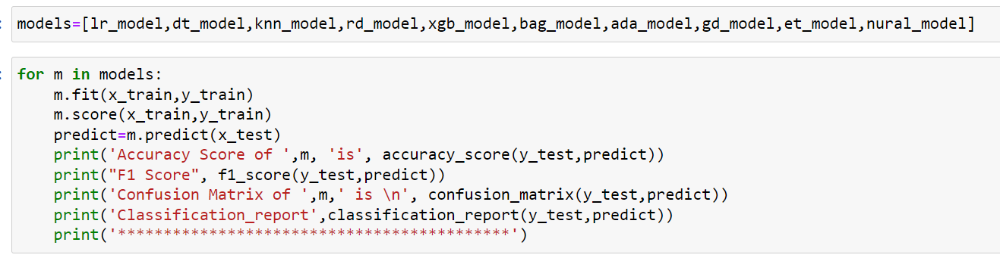 :
models=[lr_model,dt_model,knn_model,rd_model,xgb_model,bag_model,ada_model,gd_model,et_model,nural_model]
:
for m in models:
    m.fit(x_train,y_train)
    m.score(x_train,y_train)
    predict=m.predict(x_test)
    print('Accuracy Score of ',m, 'is', accuracy_score(y_test,predict))
    print("F1 Score", f1_score(y_test,predict))
    print('Confusion Matrix of ',m,' is \n', confusion_matrix(y_test,predict))
    print('Classification_report',classification_report(y_test,predict))
    print('*******************************************')